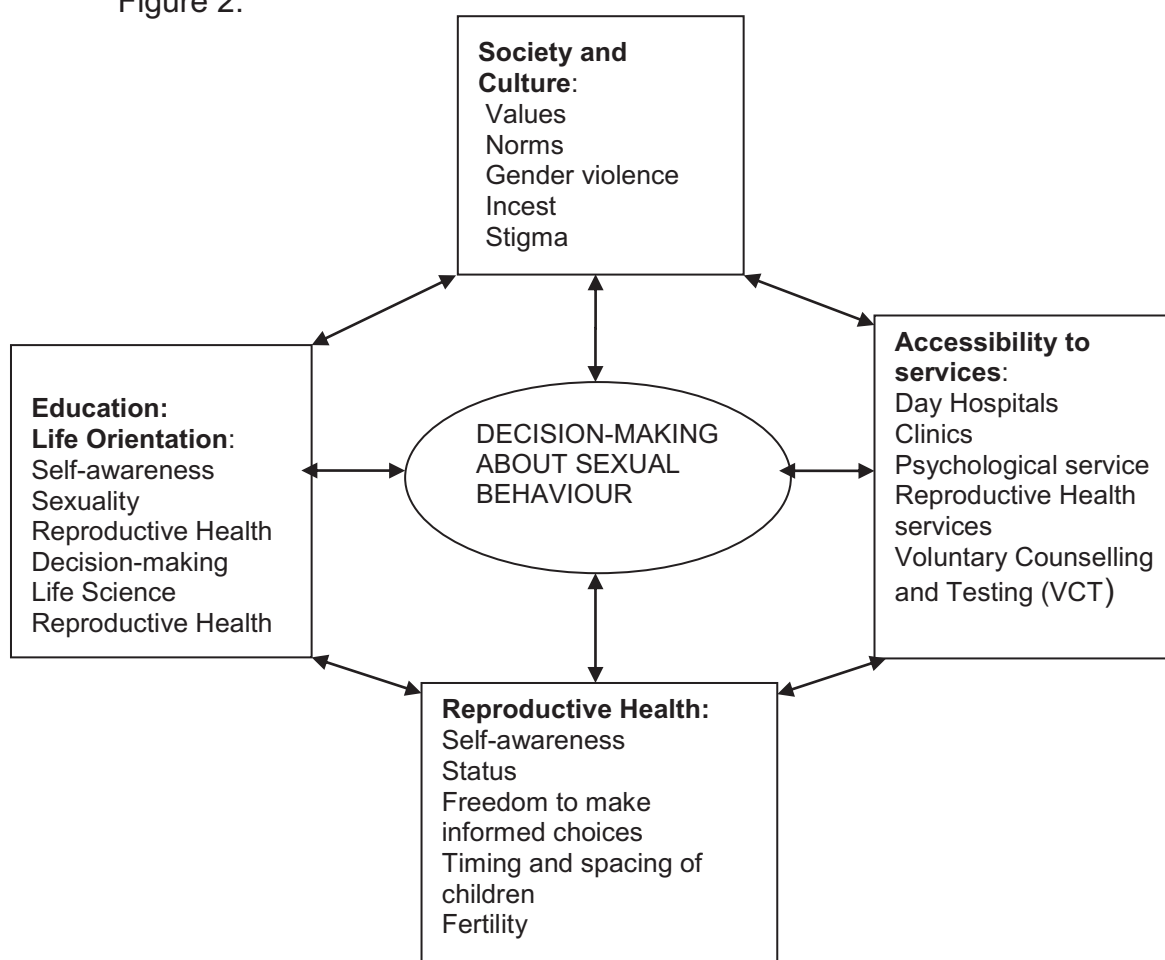 Figure 2.
Society and
Culture:
Values
Norms
Gender violence
Incest
Stigma
Education:
Life Orientation:
Self-awareness
Sexuality
Reproductive Health
Decision-making
Life Science
Reproductive Health
DECISION-MAKING
ABOUT SEXUAL
BEHAVIOUR
Accessibility to
services:
Day Hospitals
Clinics
Psychological service
Reproductive Health
services
Voluntary Counselling
and Testing (VCT)
Reproductive Health:
Self-awareness
Status
Freedom to make
informed choices
Timing and spacing of
children
Fertility